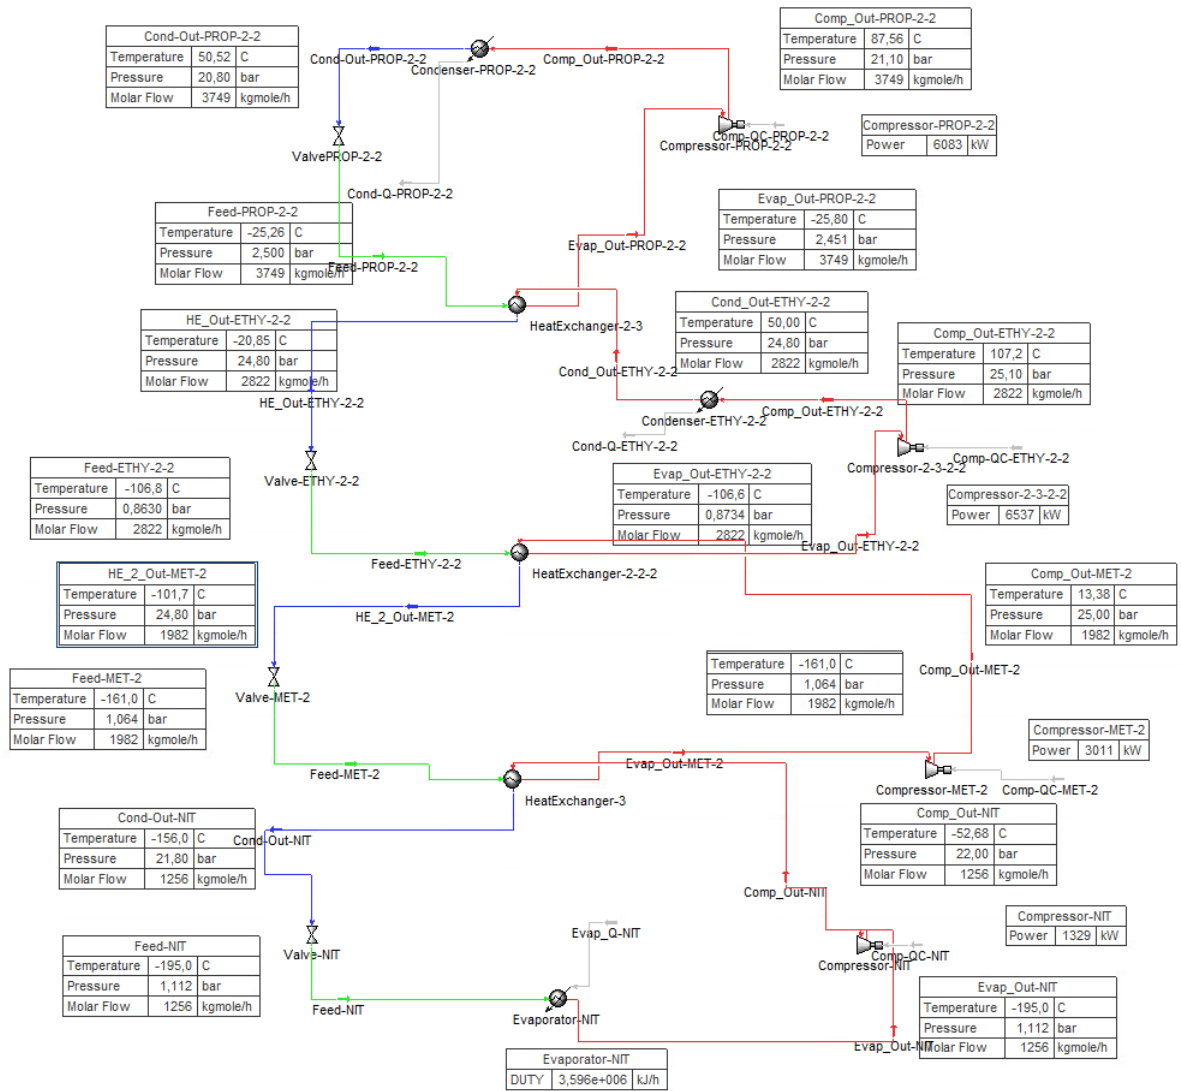 Cond-Out-PROP-2-2
Temperature 50,52 C
Pressure 20,80 bar
Molar Flow 3749 kgmole/h
Comp_Out-PROP-2-2
Temperature 87,56 C
Pressure 21,10 bar
Molar Flow 3749 kgmole/h
Cond-Out-PROP-2-2
Condenser-PROP-2-2
Comp_Out-PROP-2-2
Comp-QC-PROP-2-2
Compressor-PROP-2-2
Compressor-PROP-2-2
Power 6083 kW
ValvePROP-2-2
Cond-Q-PROP-2-2
Feed-PROP-2-2
Temperature -25,26 C
Pressure 2,500 bar
Molar Flow 3749 kgmole/h
Feed-PROP-2-2
Evap_Out-PROP-2-2
Temperature -25,80 C
Pressure 2,451 bar
Molar Flow 3749 kgmole/h
Evap_Out-PROP-2-2
HeatExchanger-2-3
HE_Out-ETHY-2-2
Temperature -20,85 C
Pressure 24,80 bar
Molar Flow 2822 kgmole/h
HE_Out-ETHY-2-2
Cond_Out-ETHY-2-2
Temperature 50,00 C
Pressure 24,80 bar
Molar Flow 2822 kgmole/h
Cond_Out-ETHY-2-2
Comp_Out-ETHY-2-2
Temperature 107,2 C
Pressure 25,10 bar
Molar Flow 2822 kgmole/h
Comp_Out-ETHY-2-2
Condenser-ETHY-2-2
Cond-Q-ETHY-2-2
Comp-QC-ETHY-2-2
Compressor-2-3-2-2
Compressor-2-3-2-2
Power 6537 kW
Valve-ETHY-2-2
Feed-ETHY-2-2
Temperature -106,8 C
Pressure 0,8630 bar
Molar Flow 2822 kgmole/h
Feed-ETHY-2-2
Evap_Out-ETHY-2-2
Temperature -106,6 C
Pressure 0,8734 bar
Molar Flow 2822 kgmole/h
Evap_Out-ETHY-2-2
HeatExchanger-2-2-2
HE_2_Out-MET-2
Temperature -101,7 C
Pressure 24,80 bar
Molar Flow 1982 kgmole/h
HE_2_Out-MET-2
Comp_Out-MET-2
Temperature 13,38 C
Pressure 25,00 bar
Molar Flow 1982 kgmole/h
Comp_Out-MET-2
Feed-MET-2
Temperature -161,0 C
Pressure 1,064 bar
Molar Flow 1982 kgmole/h
Valve-MET-2
Temperature -161,0 C
Pressure 1,064 bar
Molar Flow 1982 kgmole/h
Compressor-MET-2
Power 3011 kW
Feed-MET-2
Evap_Out-MET-2
HeatExchanger-3
Compressor-MET-2
Comp-QC-MET-2
Cond-Out-NIT
Temperature -156,0 C
Pressure 21,80 bar
Molar Flow 1256 kgmole/h
Cond-Out-NIT
Comp_Out-NIT
Temperature -52,68 C
Pressure 22,00 bar
Molar Flow 1256 kgmole/h
Comp_Out-NIT
Compressor-NIT
Power 1329 kW
Evap_Q-NIT
Comp-QC-NIT
Compressor-NIT
Feed-NIT
Temperature -195,0 C
Pressure 1,112 bar
Molar Flow 1256 kgmole/h
Valve-NIT
Feed-NIT
Evaporator-NIT
Evap_Out-NIT
Temperature -195,0 C
Pressure 1,112 bar
Molar Flow 1256 kgmole/h
Evap_Out-NIT
Evaporator-NIT
DUTY 3,596e+006 kJ/h